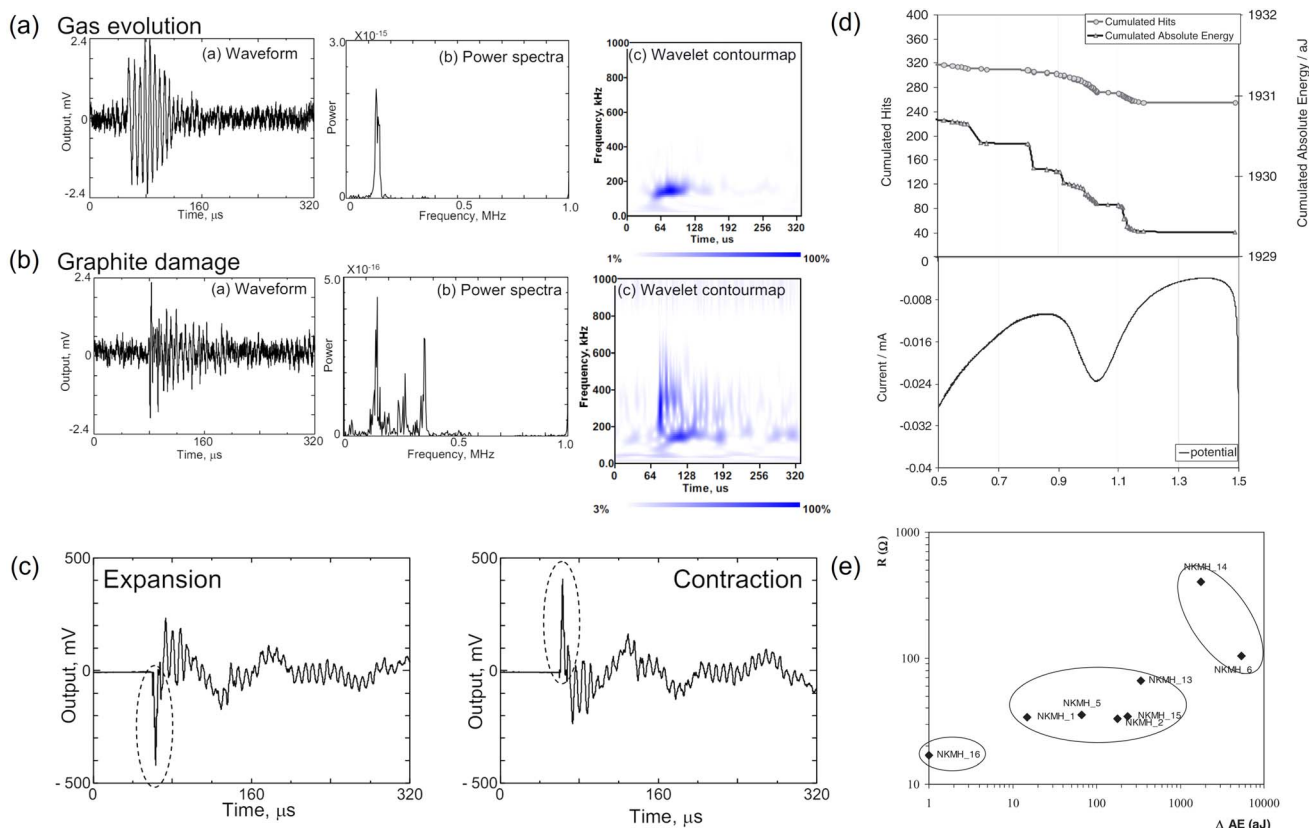 (a) Gas evolution
2.4
(a) Waveform
Output, mV
0
-2.4
0 160 320
Time, μs
X10-15
3.0
(b) Power spectra
Power
0
0 0.5 1.0
Frequency, MHz
1000
(c) Wavelet contourmap
800
600
400
200
0.0
Frequency, kHz
0 64 128 192 256 320
Time, us
1% 100%
(b) Graphite damage
2.4
(a) Waveform
Output, mV
0
-2.4
0 160 320
Time, μs
X10-16
5.0
(b) Power spectra
Power
0
0 0.5 1.0
Frequency, MHz
1000
(c) Wavelet contourmap
800
600
400
200
0.0
Frequency, kHz
0 64 128 192 256 320
Time, us
3% 100%
(c)
500
Expansion
Output, mV
0
- 500
0 160 320
Time, μs
500
Contraction
Output, mV
0
- 500
0 160 320
Time, μs
(d)
Cumulated Hits
Cumulated Absolute Energy
400
360
320
280
240
200
160
120
80
40
0
Cumulated Hits
1932
1931
1930
1929
Cumulated Absolute Energy / aJ
-0.008
-0.016
-0.024
-0.032
-0.04
Current / mA
potential
0.5 0.7 0.9 1.1 1.3 1.5
(e)
R (Ω)
1000
100
10
NKMH_14
NKMH_6
NKMH_13
NKMH_5
NKMH_1
NKMH_15
NKMH_2
NKMH_16
1 10 100 1000 10000
Δ AE (aJ)